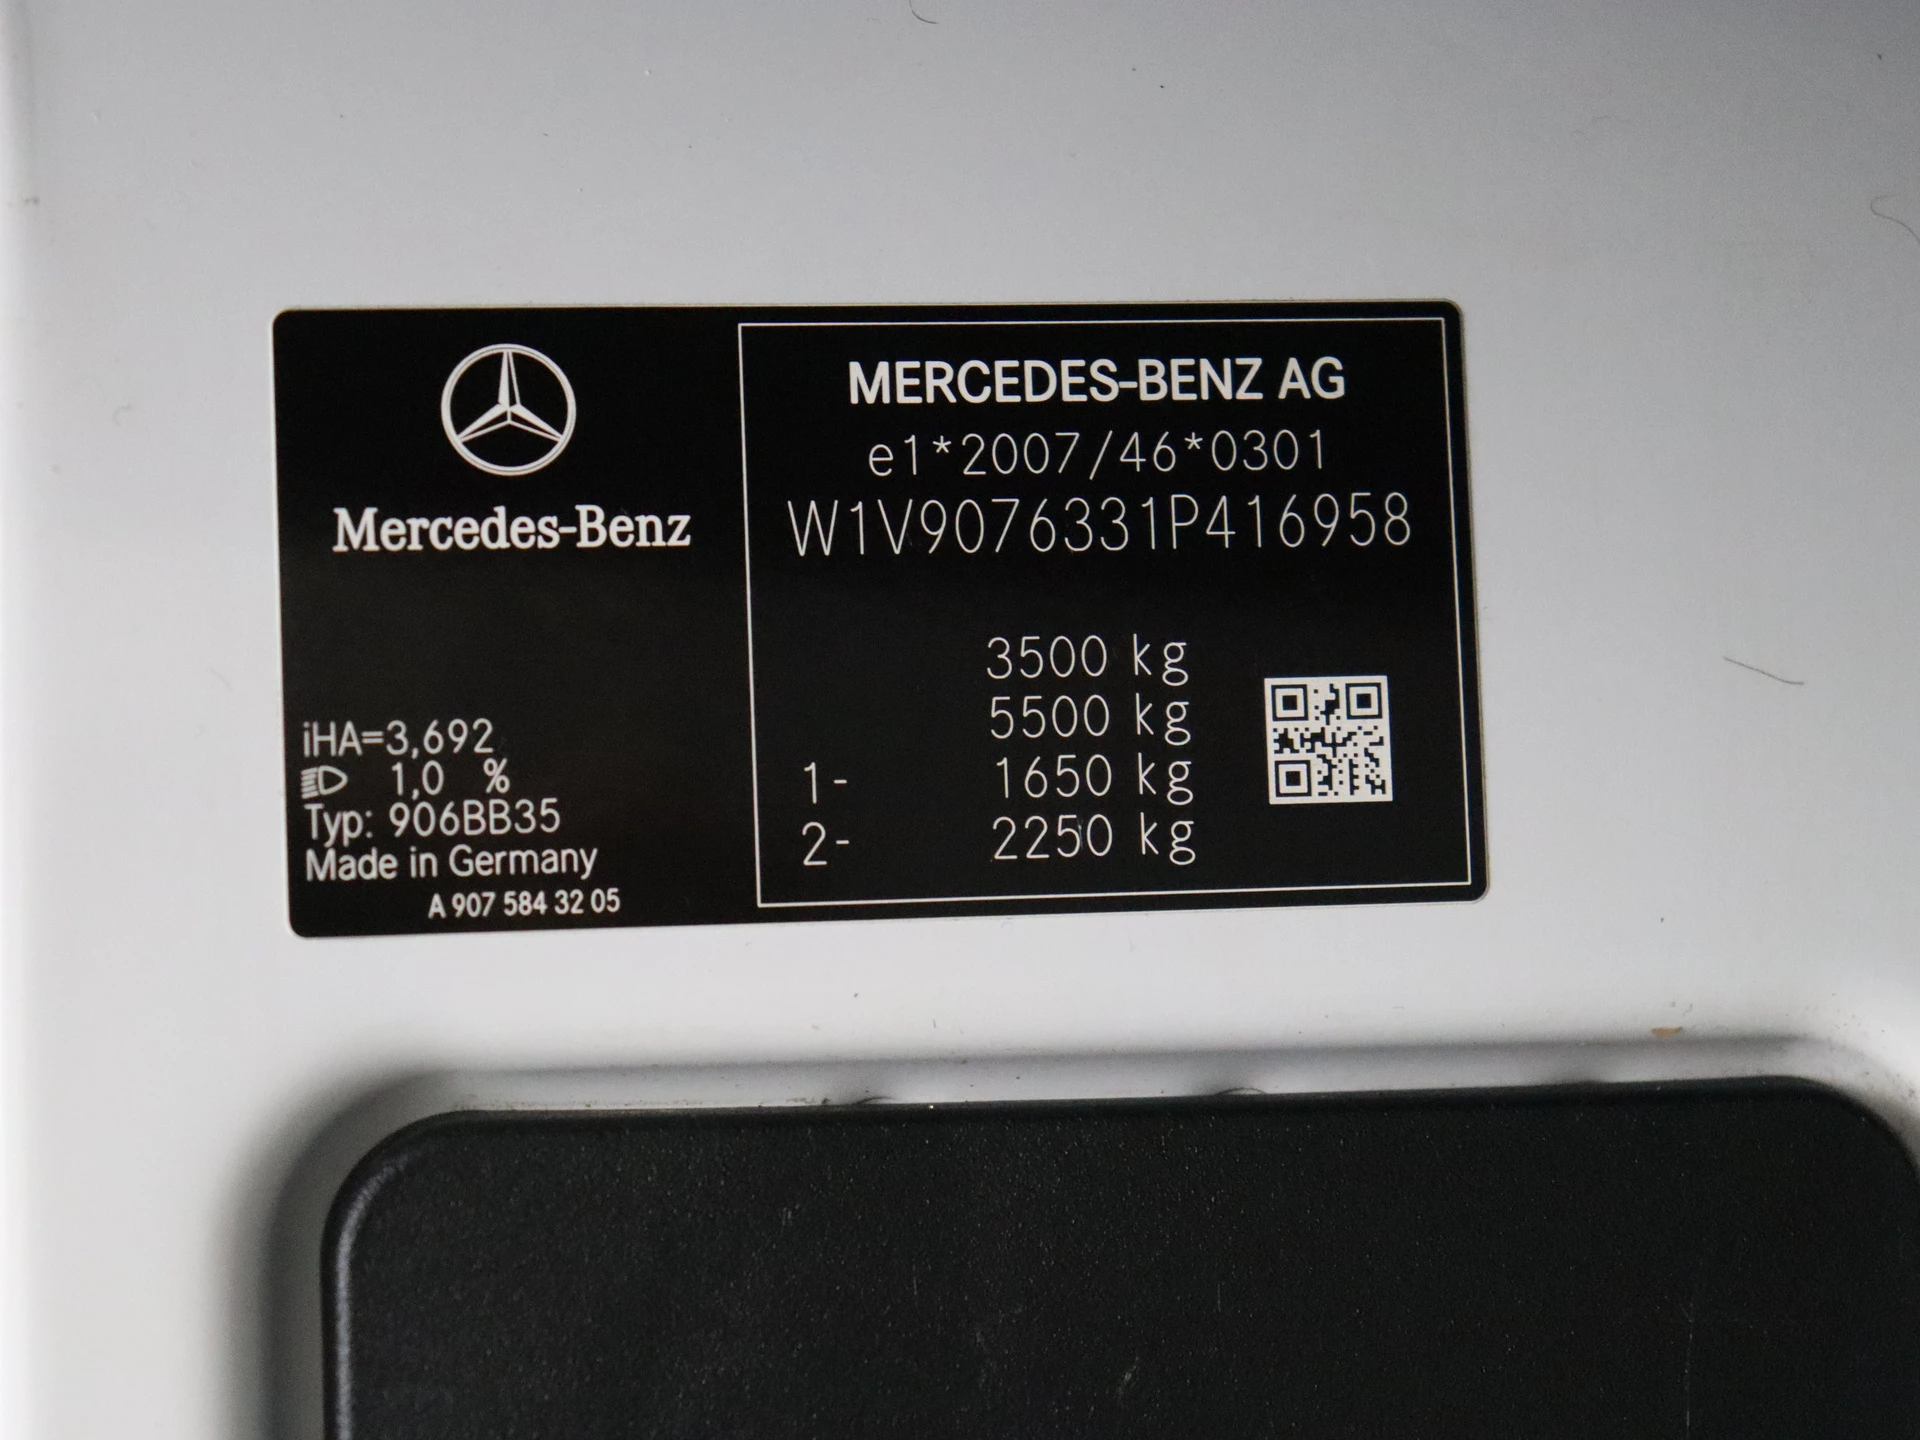 Mercedes-Benz
iHA=3,692
1,0 %
Typ: 906BB35
Made in Germany
A 907 584 32 05
MERCEDES-BENZ AG
e1*2007/46*0301
W1V9076331P416958
3500 kg
5500 kg
1- 1650 kg
2- 2250 kg